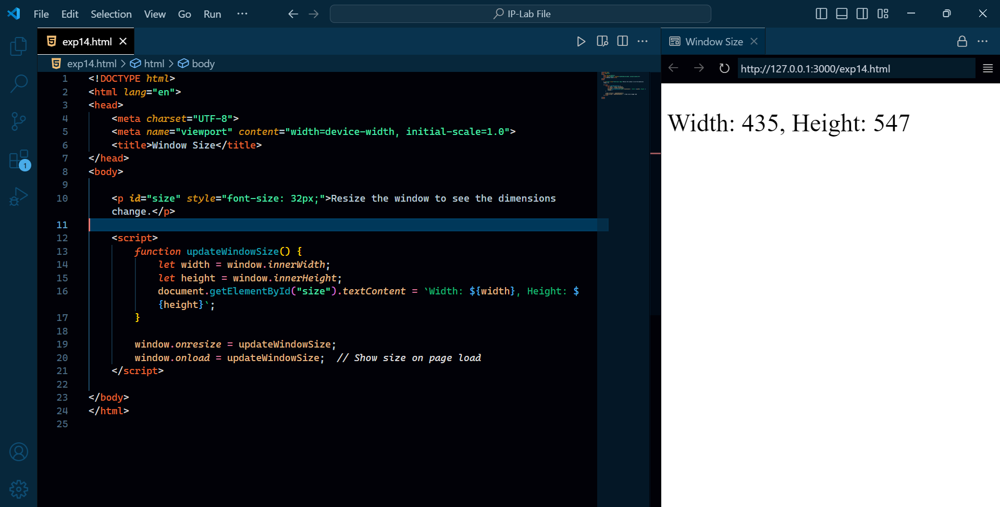 File Edit Selection View Go Run ··· IP-Lab File
exp14.html
Window Size
exp14.html > html > body
http://127.0.0.1:3000/exp14.html
1 <!DOCTYPE html>
2 <html lang="en">
3 <head>
4 <meta charset="UTF-8">
5 <meta name="viewport" content="width=device-width, initial-scale=1.0">
6 <title>Window Size</title>
7 </head>
8 <body>
9
10 <p id="size" style="font-size: 32px;">Resize the window to see the dimensions
change.</p>
11
12 <script>
13 function updateWindowSize() {
14 let width = window.innerWidth;
15 let height = window.innerHeight;
16 document.getElementById("size").textContent = `Width: ${width}, Height: $
{height}`;
17 }
18
19 window.onresize = updateWindowSize;
20 window.onload = updateWindowSize; // Show size on page load
21 </script>
22
23 </body>
24 </html>
25
1
Width: 435, Height: 547